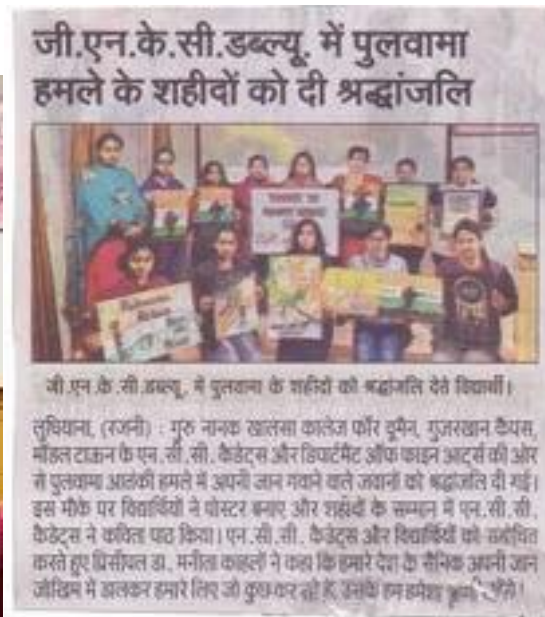 जी.एन.के.सी.डब्ल्यू. में पुलवामा
हमले के शहीदों को दी श्रद्धांजलि
जी.एन.के.सी.डब्ल्यू. में पुलवामा के शहीदों को श्रद्धांजलि देते विद्यार्थी।
लुधियाना, (रजनी) : गुरु नानक खालसा कालेज फॉर वूमैन, गुजरखान कैंपस,
मॉडल टाऊन के एन.सी.सी. कैडेट्स और डिपार्टमैंट ऑफ फाइन आर्ट्स की ओर
से पुलवामा आतंकी हमले में अपनी जान गवाने वाले जवानों को श्रद्धांजलि दी गई।
इस मौके पर विद्यार्थियों ने पोस्टर बनाए और शहीदों के सम्मान में एन.सी.सी.
कैडेट्स ने कविता पाठ किया। एन.सी.सी. कैडेट्स और विद्यार्थियों को संबोधित
करते हुए प्रिंसीपल डा. मनीता काहलों ने कहा कि हमारे देश के सैनिक अपनी जान
जोखिम में डालकर हमारे लिए जो कुछ कर रहे हैं, उसके हम हमेशा